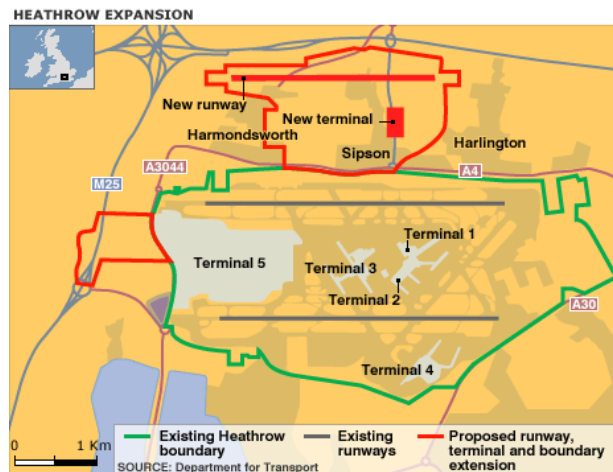 HEATHROW EXPANSION
New runway
New terminal
Harmondsworth
Sipson
Harlington
A3044
A4
M25
Terminal 1
Terminal 5
Terminal 3
Terminal 2
A30
Terminal 4
0 1 Km
Existing Heathrow
boundary
Existing
runways
Proposed runway,
terminal and boundary
extension
SOURCE: Department for Transport